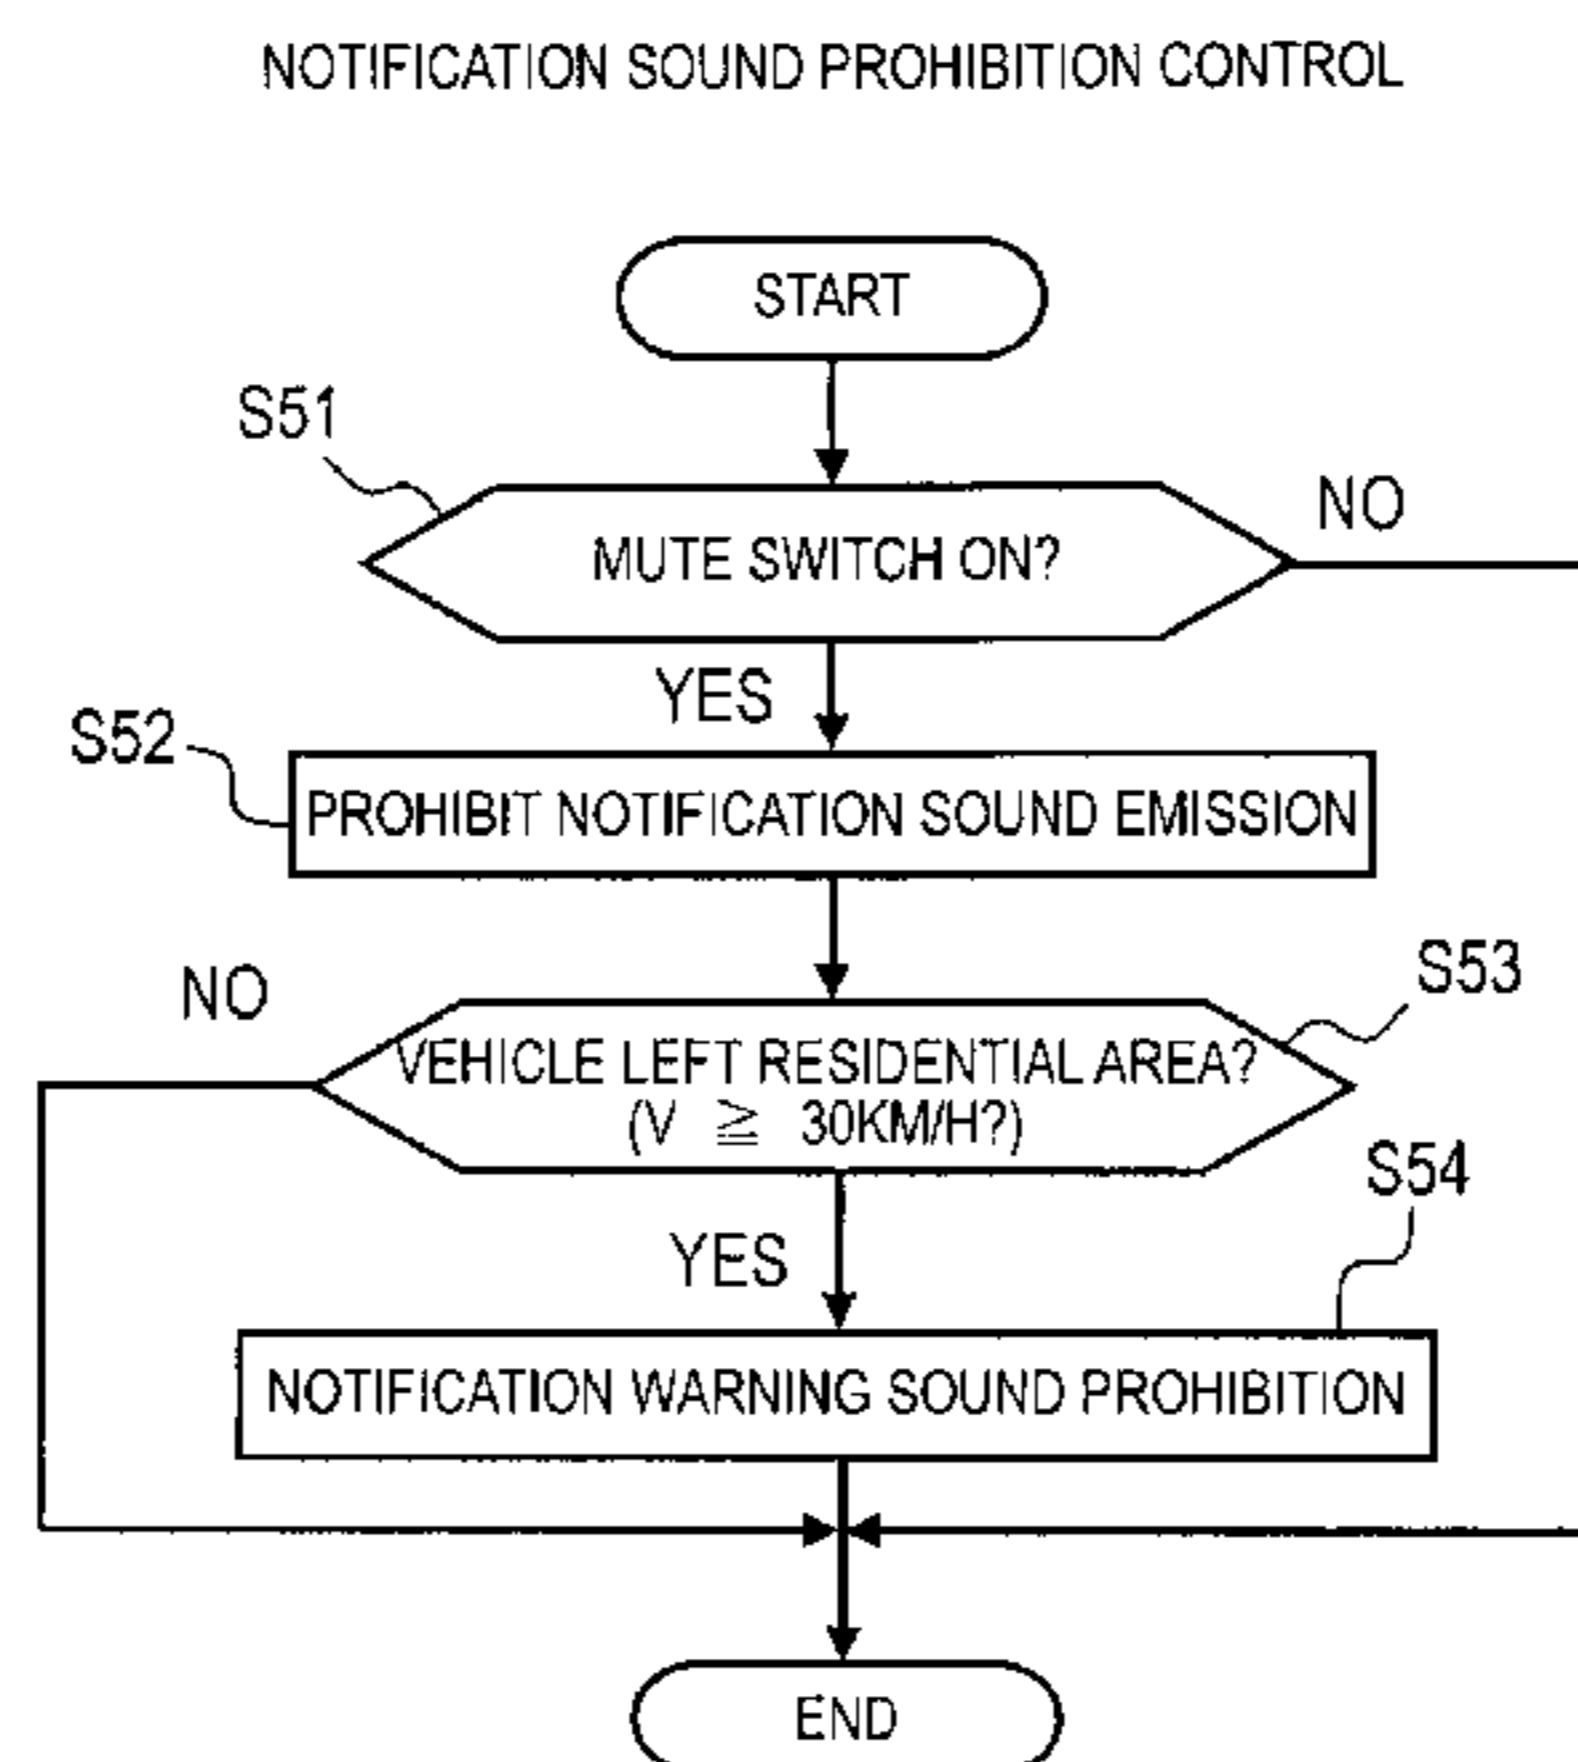 NOTIFICATION SOUND PROHIBITION CONTROL
START
S51
MUTE SWITCH ON?
NO
YES
S52
PROHIBIT NOTIFICATION SOUND EMISSION
NO
S53
VEHICLE LEFT RESIDENTIAL AREA?
(V ≧ 30KM/H?)
S54
YES
NOTIFICATION WARNING SOUND PROHIBITION
END